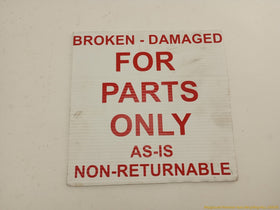 BROKEN - DAMAGED
FOR
PARTS
ONLY
AS-IS
NON-RETURNABLE